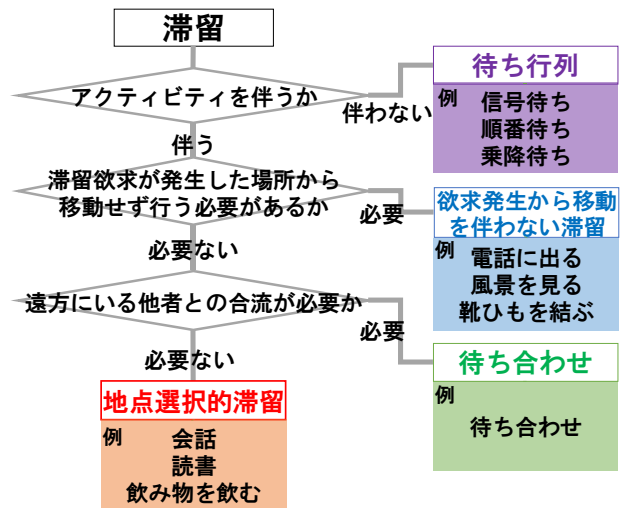 滞留
アクティビティを伴うか
伴わない
待ち行列
例
信号待ち
順番待ち
乗降待ち
伴う
滞留欲求が発生した場所から
移動せず行う必要があるか
必要
欲求発生から移動
を伴わない滞留
例
電話に出る
風景を見る
靴ひもを結ぶ
必要ない
遠方にいる他者との合流が必要か
必要
待ち合わせ
例
待ち合わせ
必要ない
地点選択的滞留
例
会話
読書
飲み物を飲む